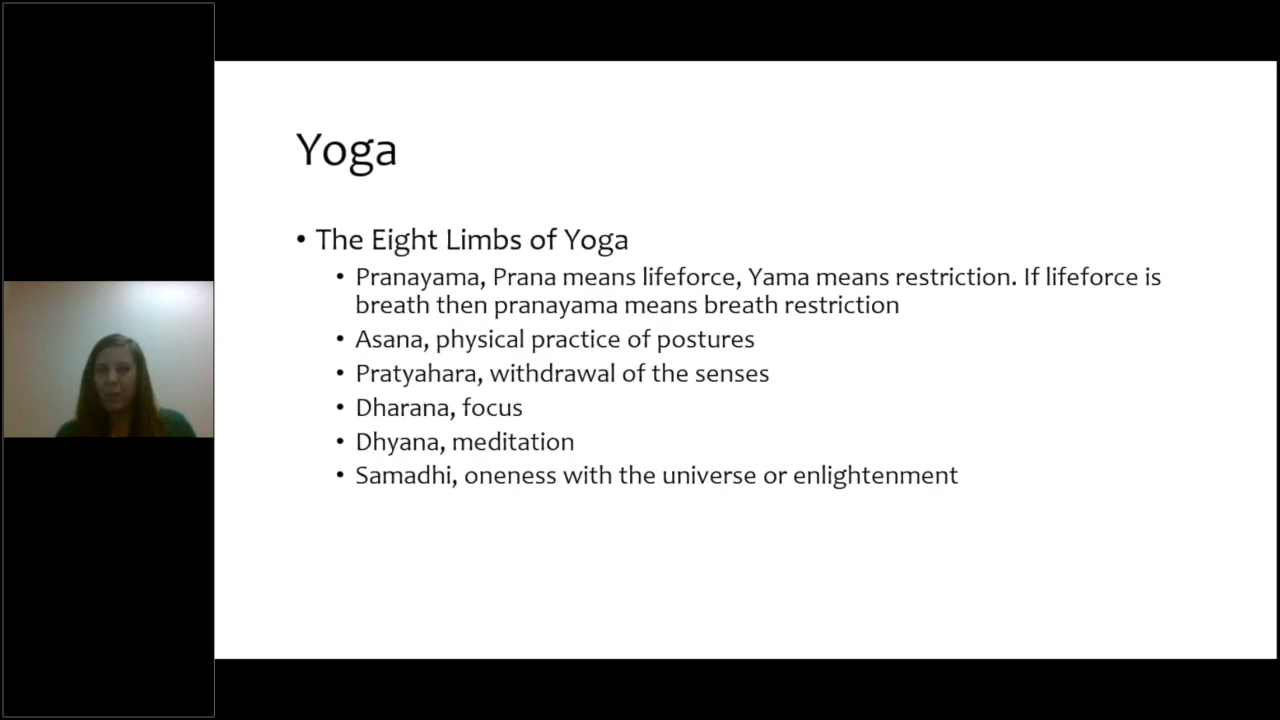 Yoga
• The Eight Limbs of Yoga
• Pranayama, Prana means lifeforce, Yama means restriction. If lifeforce is
breath then pranayama means breath restriction
• Asana, physical practice of postures
• Pratyahara, withdrawal of the senses
• Dharana, focus
• Dhyana, meditation
• Samadhi, oneness with the universe or enlightenment